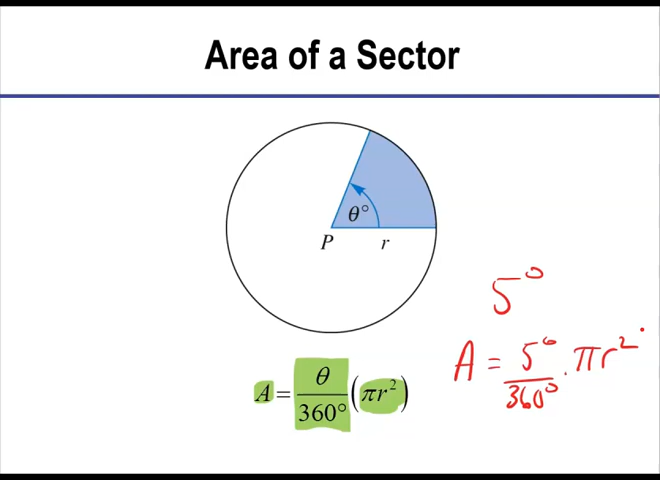 Area of a Sector
θ°
P r
5°
A = θ/360° (πr²)
A = 5°/360° · πr²